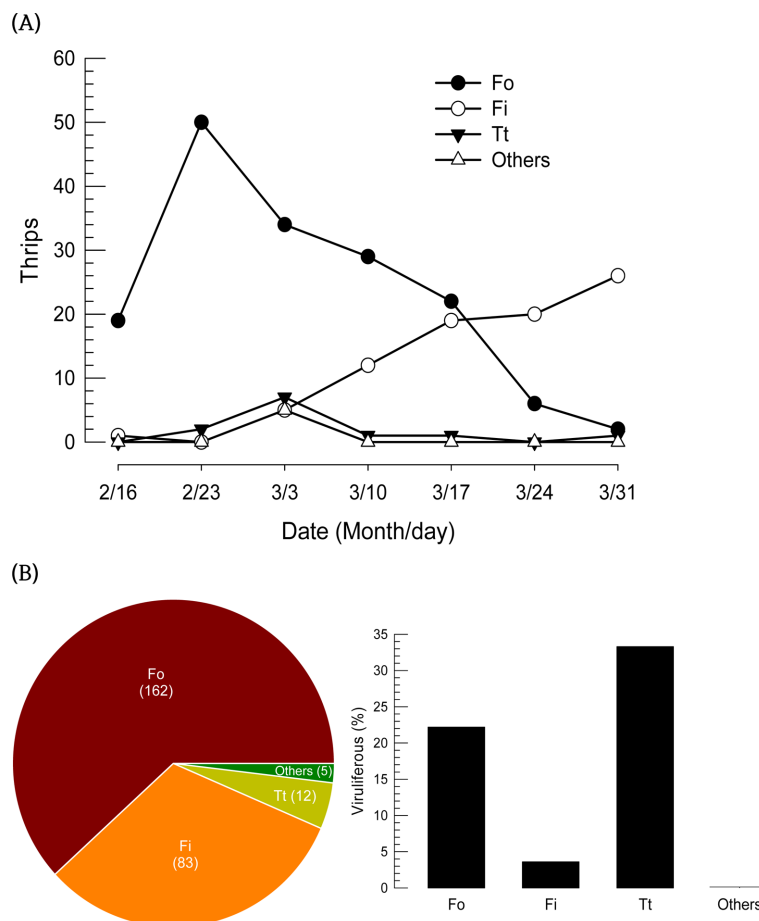 (A)
60
50
40
30
20
10
0
Thrips
Fo
Fi
Tt
Others
2/16 2/23 3/3 3/10 3/17 3/24 3/31
Date (Month/day)
(B)
Fo
(162)
Others (5)
Tt (12)
Fi
(83)
35
30
25
20
15
10
5
0
Viruliferous (%)
Fo Fi Tt Others